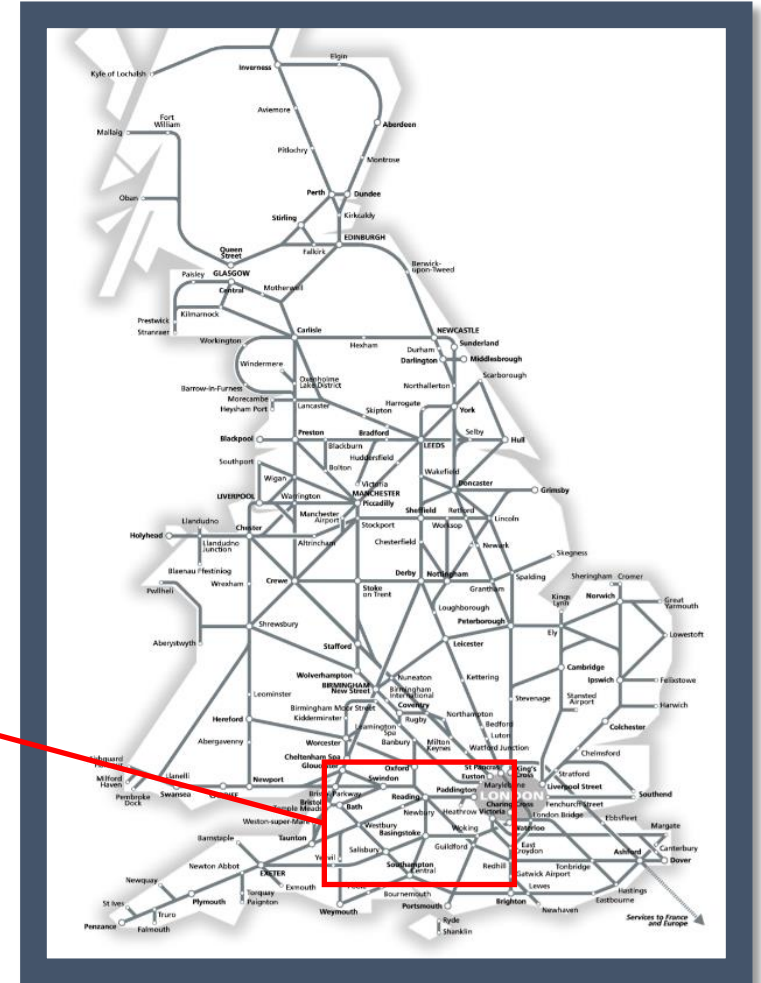 Elgin
Inverness
Kyle of Lochalsh
Aviemore
Fort
William
Aberdeen
Mallaig
Pitlochry
Montrose
Perth
Dundee
Oban
Stirling
Kirkcaldy
EDINBURGH
Queen
Street
Falkirk
Berwick-
upon-Tweed
Paisley
GLASGOW
Central
Motherwell
Prestwick
Kilmarnock
Stranraer
Carlisle
NEWCASTLE
Workington
Hexham
Sunderland
Durham
Darlington
Middlesbrough
Windermere
Scarborough
Oxenholme
Lake District
Barrow-in-Furness
Northallerton
Morecambe
Lancaster
Harrogate
Heysham Port
Skipton
York
Preston
Bradford
Selby
Blackpool
Blackburn
LEEDS
Hull
Southport
Huddersfield
Bolton
Wakefield
Wigan
Victoria
Doncaster
MANCHESTER
Grimsby
LIVERPOOL
Warrington
Piccadilly
Manchester
Airport
Sheffield
Retford
Llandudno
Stockport
Worksop
Lincoln
Holyhead
Chester
Llandudno
Junction
Altrincham
Chesterfield
Newark
Skegness
Blaenau Ffestiniog
Derby
Nottingham
Pwllheli
Wrexham
Crewe
Stoke
on Trent
Grantham
Spalding
Sheringham
Cromer
Kings
Lynn
Norwich
Great
Yarmouth
Loughborough
Peterborough
Shrewsbury
Ely
Lowestoft
Aberystwyth
Stafford
Leicester
Wolverhampton
Cambridge
BIRMINGHAM
New Street
Nuneaton
Kettering
Ipswich
Felixstowe
Leominster
Birmingham
International
Stansted
Airport
Birmingham Moor Street
Coventry
Stevenage
Harwich
Hereford
Kidderminster
Rugby
Northampton
Leamington
Spa
Bedford
Colchester
Abergavenny
Worcester
Banbury
Milton
Keynes
Luton
Watford Junction
Chelmsford
Cheltenham Spa
Gloucester
Oxford
St Pancras
King's
Cross
Euston
Stratford
Milford
Haven
Llanelli
Newport
Swindon
Paddington
Marylebone
Liverpool Street
Pembroke
Dock
Swansea
Reading
LONDON
Southend
Bristol Parkway
Bristol
Temple Meads
Bath
Charing Cross
Fenchurch Street
Newbury
Heathrow
Victoria
London Bridge
Ebbsfleet
Weston-super-Mare
Westbury
Waterloo
Margate
Barnstaple
Basingstoke
Woking
Taunton
East
Croydon
Canterbury
Salisbury
Guildford
Ashford
Yeovil
Redhill
Tonbridge
Dover
Newton Abbot
EXETER
Southampton
Central
Gatwick Airport
Newquay
Exmouth
Lewes
Hastings
Torquay
Bournemouth
Eastbourne
St Ives
Plymouth
Paignton
Brighton
Truro
Weymouth
Portsmouth
Newhaven
Penzance
Falmouth
Ryde
Services to France
and Europe
Shanklin